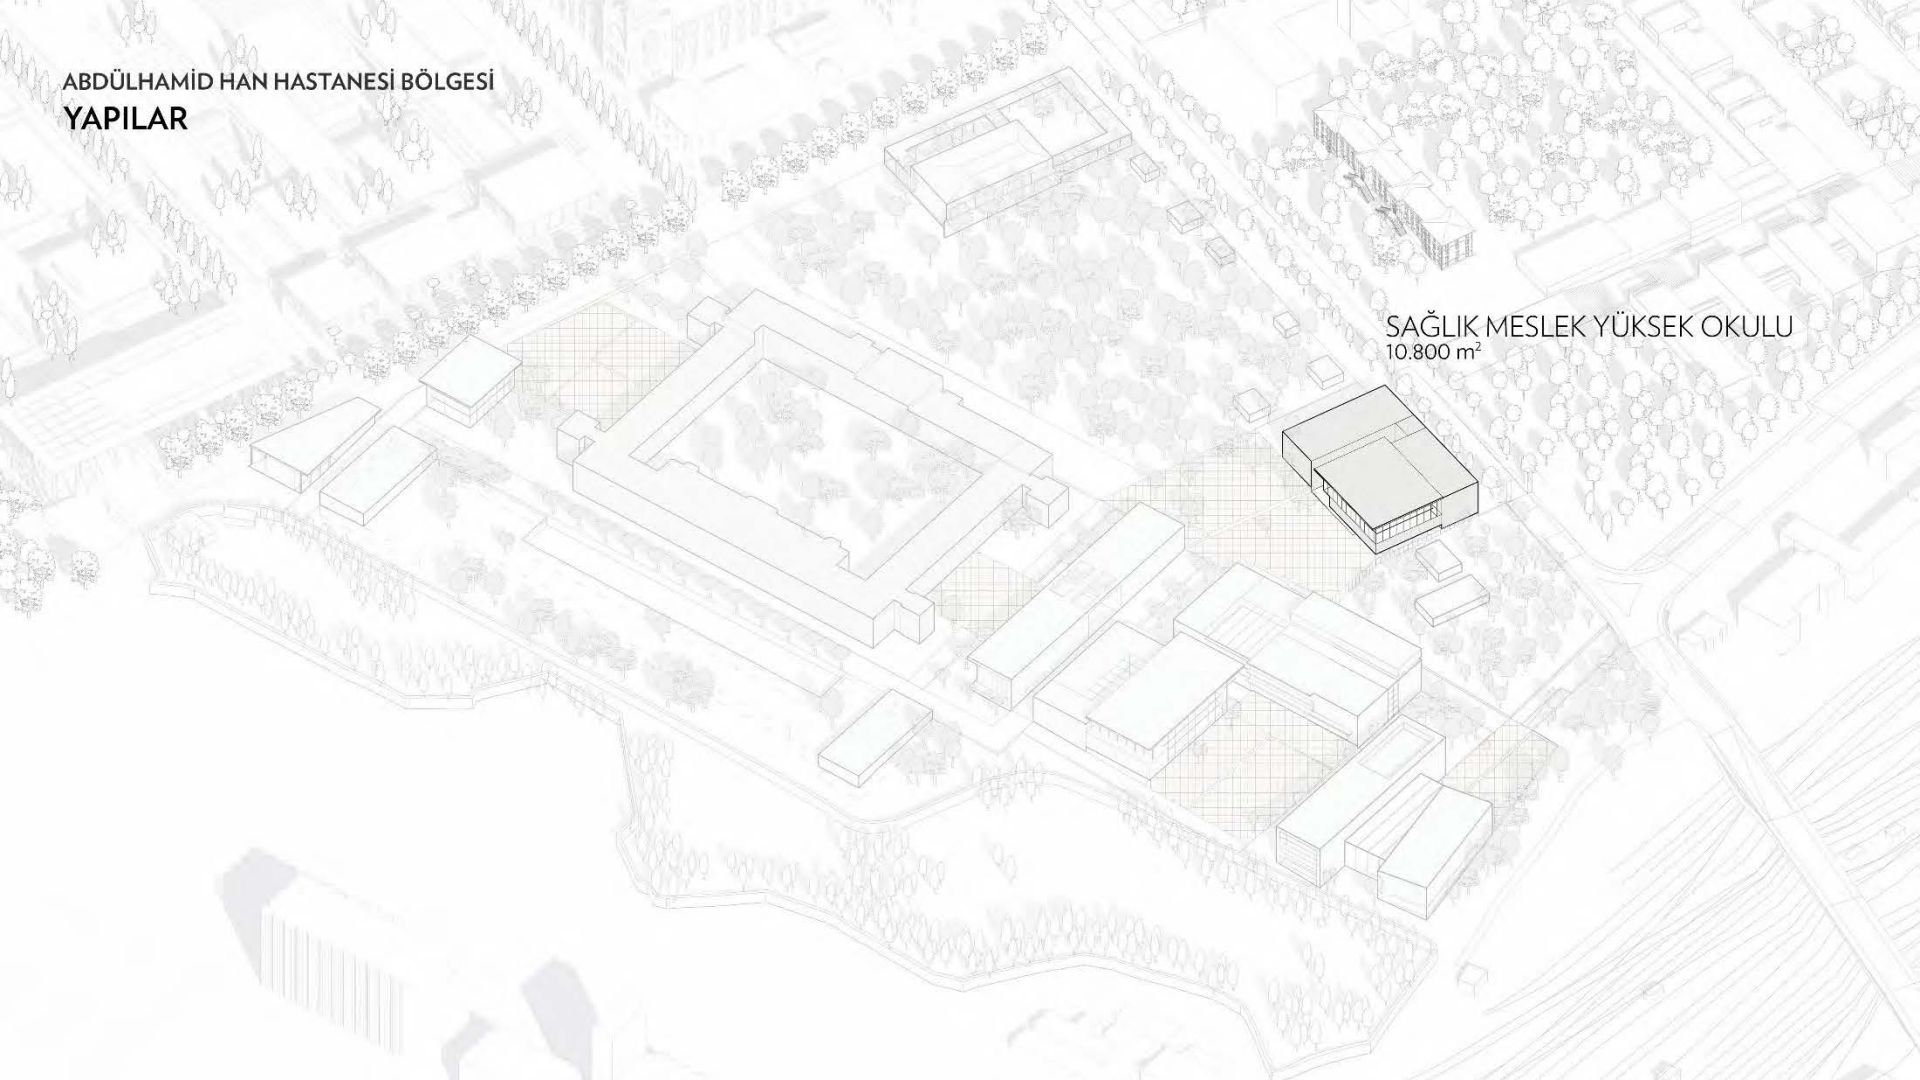 ABDÜLHAMİD HAN HASTANESİ BÖLGESİ
YAPILAR
SAĞLIK MESLEK YÜKSEK OKULU
10.800 m²